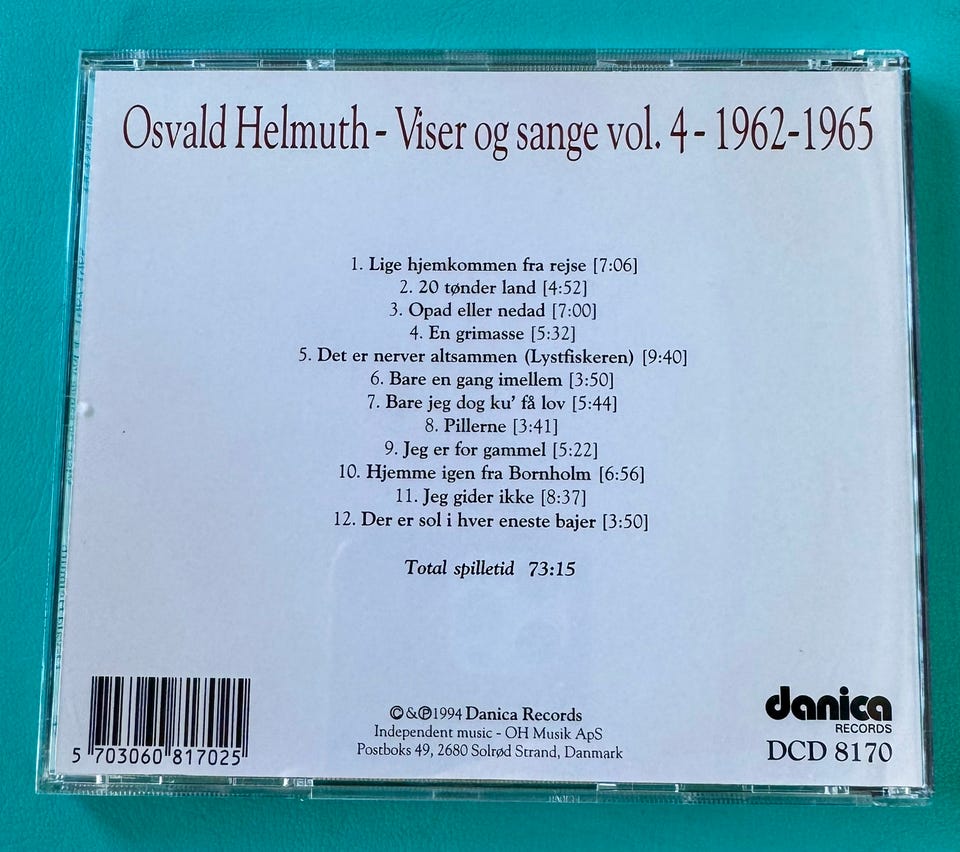 Osvald Helmuth - Viser og sange vol. 4 - 1962-1965
1. Lige hjemkommen fra rejse [7:06]
2. 20 tønder land [4:52]
3. Opad eller nedad [7:00]
4. En grimasse [5:32]
5. Det er nerver altsammen (Lystfiskeren) [9:40]
6. Bare en gang imellem [3:50]
7. Bare jeg dog ku' få lov [5:44]
8. Pillerne [3:41]
9. Jeg er for gammel [5:22]
10. Hjemme igen fra Bornholm [6:56]
11. Jeg gider ikke [8:37]
12. Der er sol i hver eneste bajer [3:50]
Total spilletid 73:15
5 703060 817025
©&℗1994 Danica Records
Independent music - OH Musik ApS
Postboks 49, 2680 Solrød Strand, Danmark
danica
RECORDS
DCD 8170